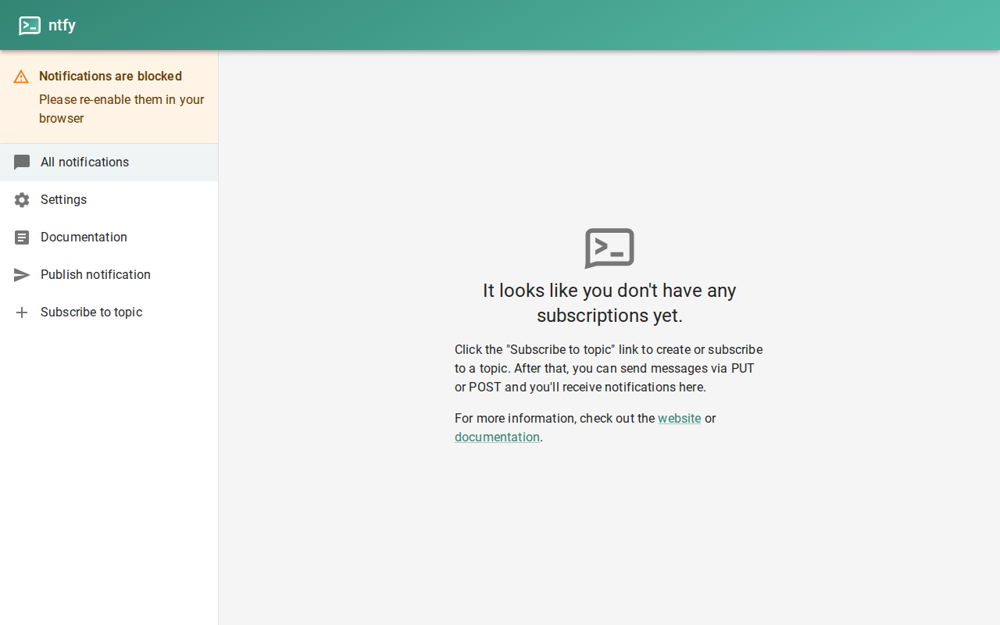 ntfy
Notifications are blocked
Please re-enable them in your
browser
All notifications
Settings
Documentation
Publish notification
Subscribe to topic
It looks like you don't have any
subscriptions yet.
Click the "Subscribe to topic" link to create or subscribe
to a topic. After that, you can send messages via PUT
or POST and you'll receive notifications here.
For more information, check out the website or
documentation.